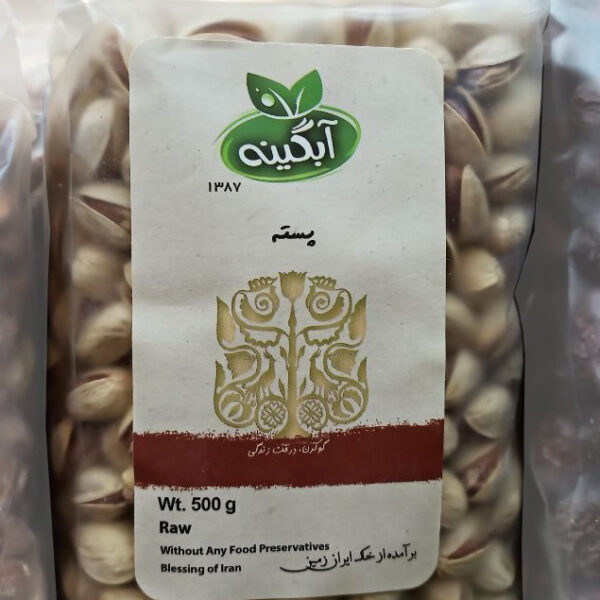 آبگینه
۱۳۸۷
پسته
گوکرن، درخت زندگی
Wt. 500 g
Raw
Without Any Food Preservatives
Blessing of Iran
برآمده از خاک ایران زمین